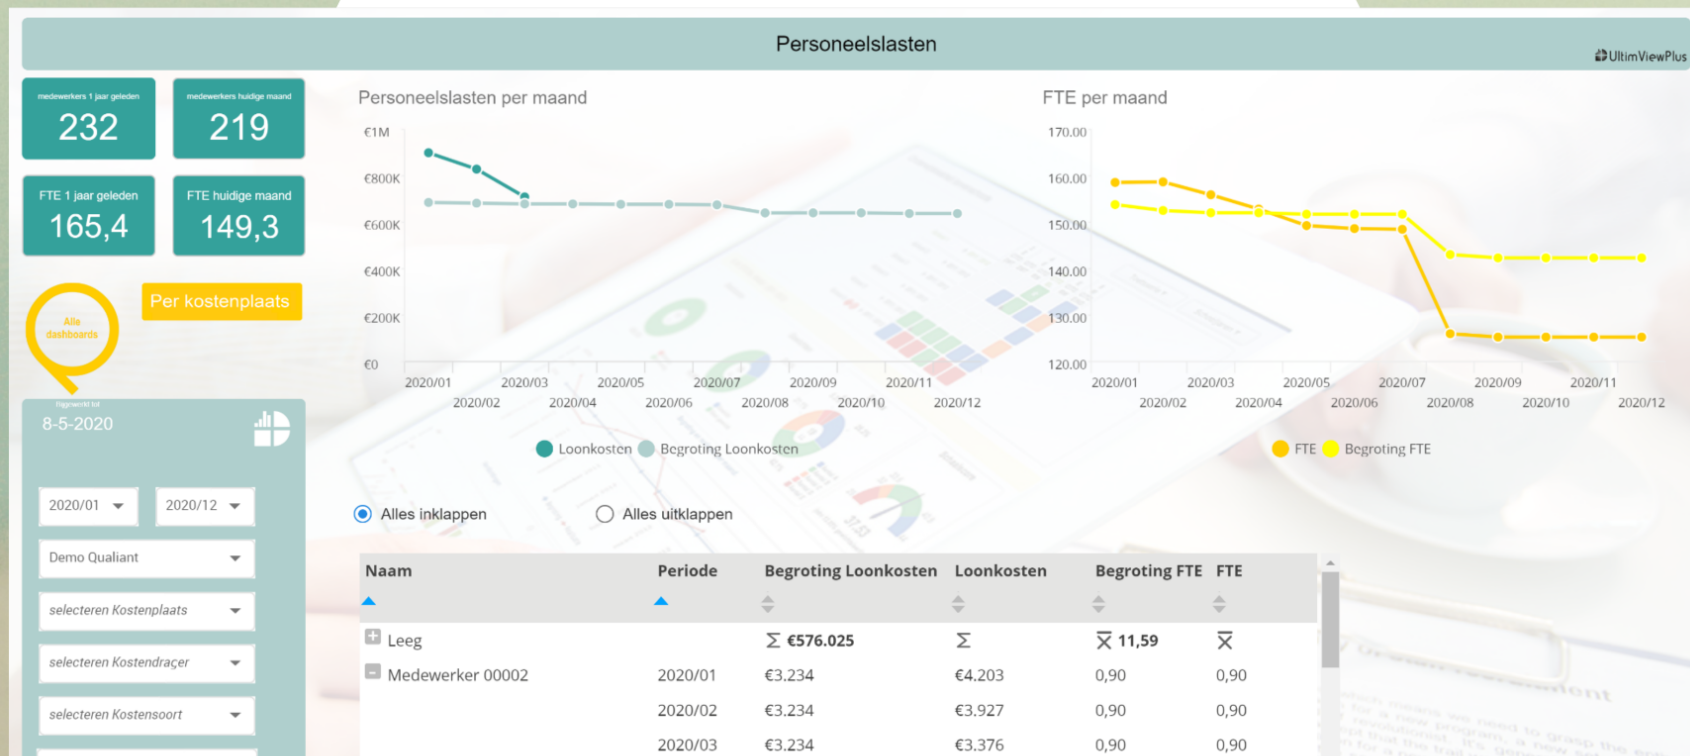 Personeelslasten
UltimViewPlus
medewerkers 1 jaar geleden
232
medewerkers huidige maand
219
FTE 1 jaar geleden
165,4
FTE huidige maand
149,3
Alle
dashboards
Per kostenplaats
8-5-2020
2020/01
2020/12
Demo Qualiant
selecteren Kostenplaats
selecteren Kostendrager
selecteren Kostensoort
Personeelslasten per maand
€1M
€800K
€600K
€400K
€200K
€0
2020/01 2020/03 2020/05 2020/07 2020/09 2020/11
2020/02 2020/04 2020/06 2020/08 2020/10 2020/12
Loonkosten Begroting Loonkosten
FTE per maand
170.00
160.00
150.00
140.00
130.00
120.00
2020/01 2020/03 2020/05 2020/07 2020/09 2020/11
2020/02 2020/04 2020/06 2020/08 2020/10 2020/12
FTE Begroting FTE
Alles inklappen Alles uitklappen
Naam Periode Begroting Loonkosten Loonkosten Begroting FTE FTE
Leeg Σ €576.025 Σ X̅ 11,59 X̅
Medewerker 00002 2020/01 €3.234 €4.203 0,90 0,90
2020/02 €3.234 €3.927 0,90 0,90
2020/03 €3.234 €3.376 0,90 0,90